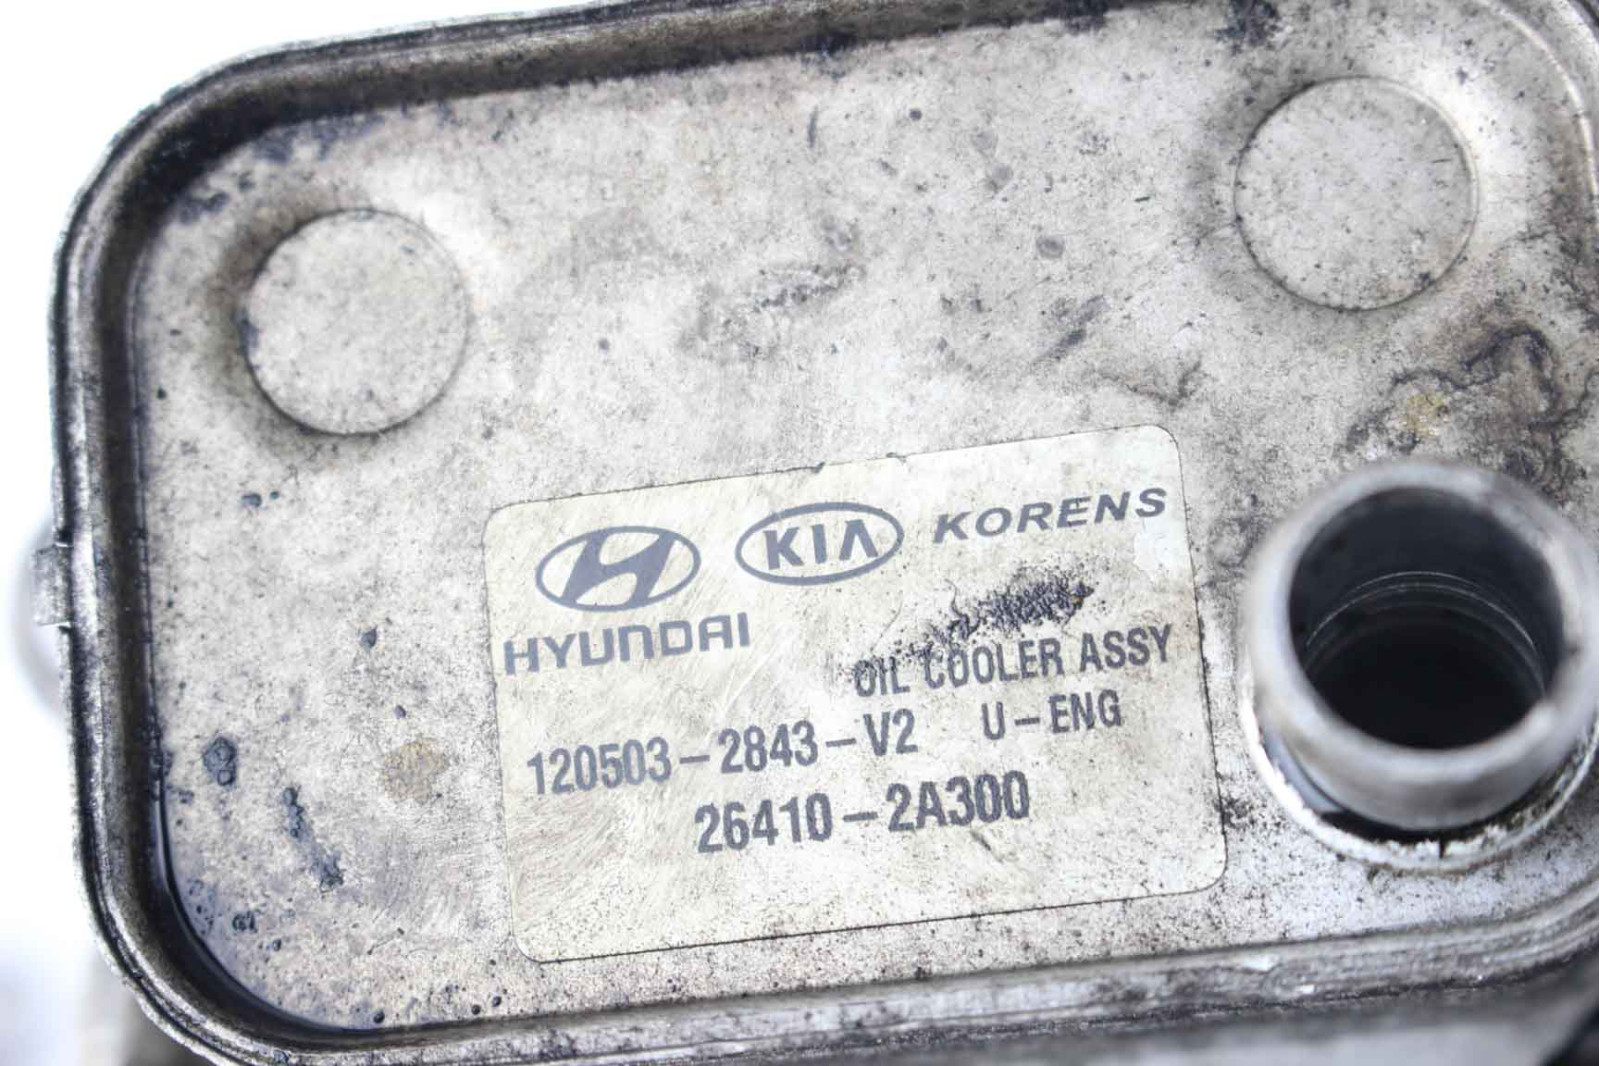 HYUNDAI KIA KORENS
OIL COOLER ASSY
120503-2843-V2 U-ENG
26410-2A300